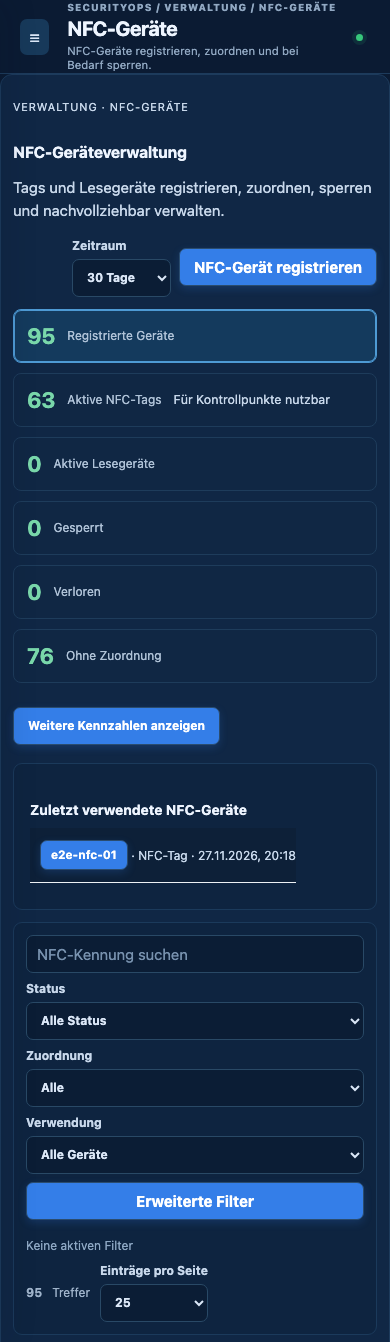 SECURITYOPS / VERWALTUNG / NFC-GERÄTE
NFC-Geräte
NFC-Geräte registrieren, zuordnen und bei
Bedarf sperren.
VERWALTUNG · NFC-GERÄTE
NFC-Geräteverwaltung
Tags und Lesegeräte registrieren, zuordnen, sperren
und nachvollziehbar verwalten.
Zeitraum
30 Tage
NFC-Gerät registrieren
95 Registrierte Geräte
63 Aktive NFC-Tags Für Kontrollpunkte nutzbar
0 Aktive Lesegeräte
0 Gesperrt
0 Verloren
76 Ohne Zuordnung
Weitere Kennzahlen anzeigen
Zuletzt verwendete NFC-Geräte
e2e-nfc-01 · NFC-Tag · 27.11.2026, 20:18
NFC-Kennung suchen
Status
Alle Status
Zuordnung
Alle
Verwendung
Alle Geräte
Erweiterte Filter
Keine aktiven Filter
Einträge pro Seite
95 Treffer
25